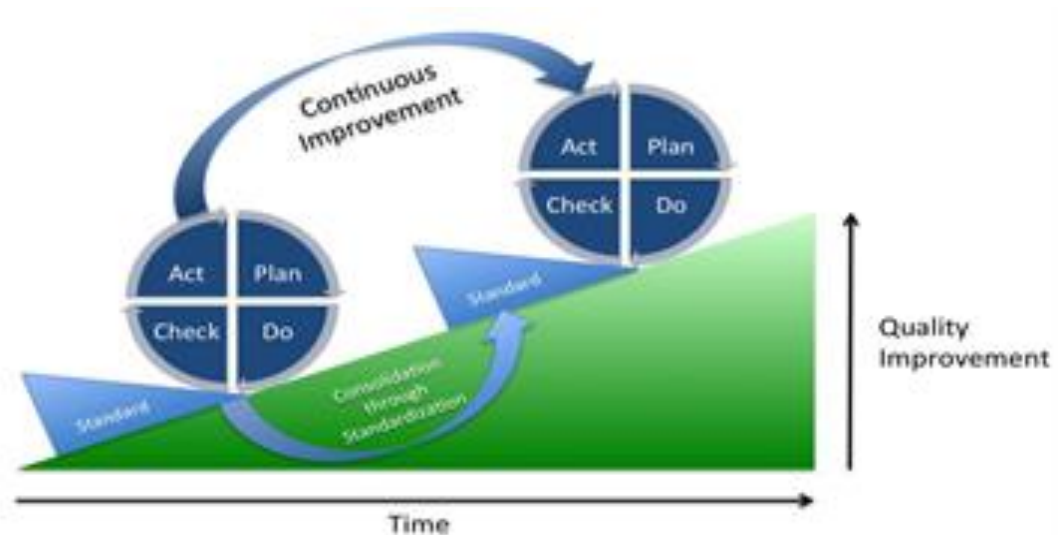 Continuous
Improvement
Act Plan
Check Do
Standard
Act Plan
Check Do
Standard
Consolidation
through
Standardization
Quality
Improvement
Time